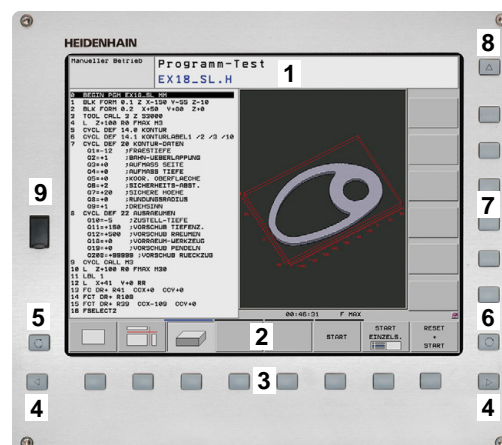 HEIDENHAIN
8
Manueller Betrieb
Programm-Test
EX18_SL.H
1
0 BEGIN PGM EX18_SL MM
1 BLK FORM 0.1 Z X-150 Y-55 Z-10
2 BLK FORM 0.2 X+50 Y+80 Z+0
3 TOOL CALL 3 Z S3000
4 L Z+100 R0 FMAX M3
5 CYCL DEF 14.0 KONTUR
6 CYCL DEF 14.1 KONTURLABEL1 /2 /3 /10
7 CYCL DEF 20 KONTUR-DATEN
Q1=-12 ;FRAESTIEFE
Q2=+1 ;BAHN-UEBERLAPPUNG
Q3=+0 ;AUFMASS SEITE
Q4=+0 ;AUFMASS TIEFE
Q5=+0 ;KOOR. OBERFLAECHE
Q6=+2 ;SICHERHEITS-ABST.
Q7=+20 ;SICHERE HOEHE
Q8=+0 ;RUNDUNGSRADIUS
Q9=+1 ;DREHSINN
8 CYCL DEF 22 AUSRAEUMEN
Q10=-5 ;ZUSTELL-TIEFE
Q11=+150 ;VORSCHUB TIEFENZ.
Q12=+500 ;VORSCHUB RAEUMEN
Q18=+0 ;VORRAEUM-WERKZEUG
Q19=+0 ;VORSCHUB PENDELN
Q208=+99999 ;VORSCHUB RUECKZUG
9 CYCL CALL M3
10 L Z+100 R0 FMAX M30
11 LBL 1
12 L X+41 Y+0 RR
13 FC DR+ R41 CCX+0 CCY+0
14 FCT DR+ R108
15 FCT DR+ R39 CCX-109 CCY+0
16 FSELECT2
00:46:31 F MAX
9
7
5
6
2
START
START EINZELS.
RESET + START
3
4
4